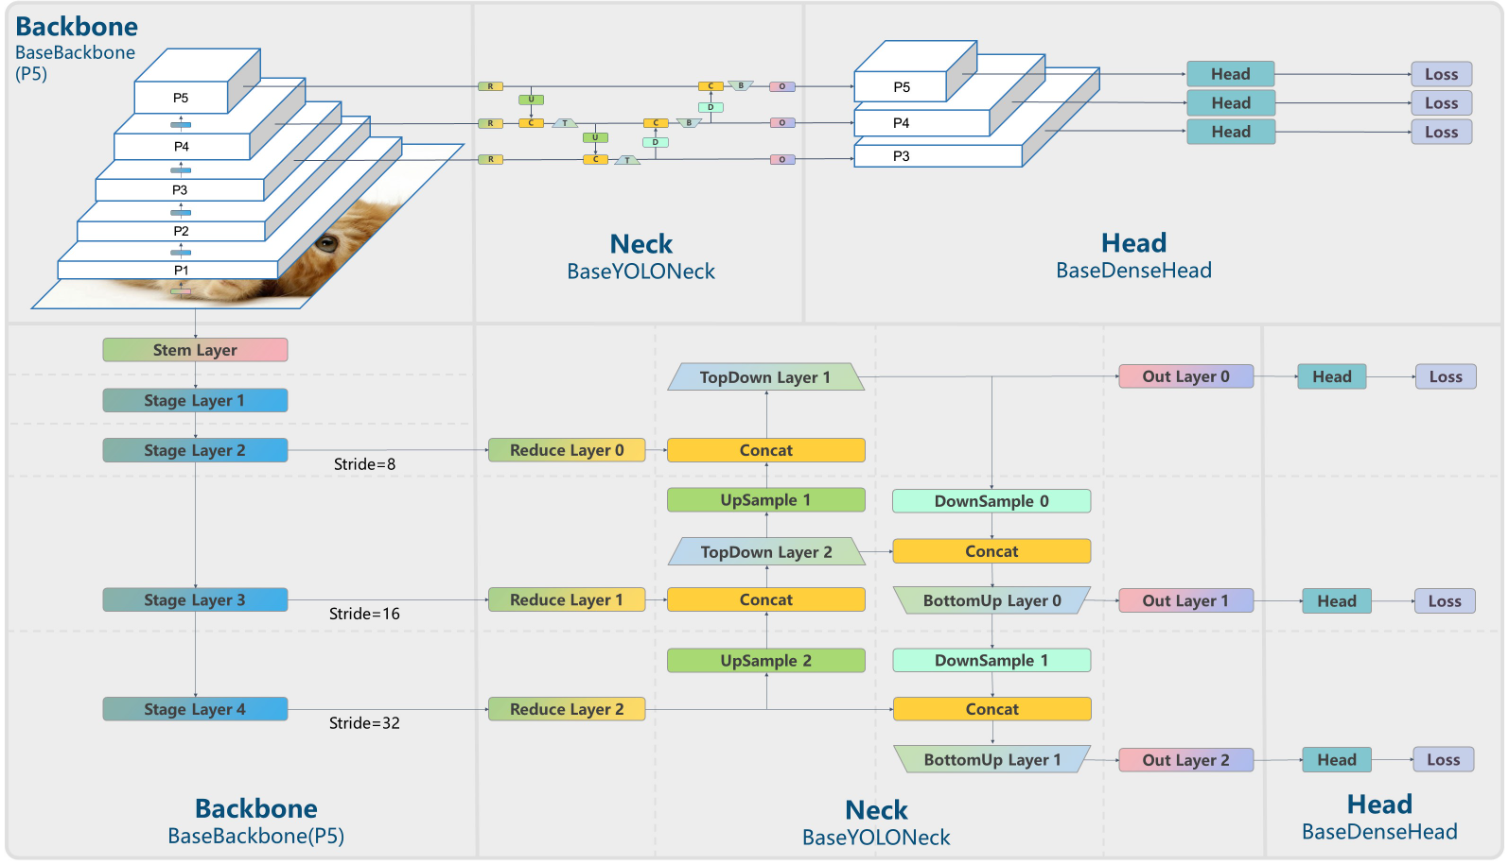 Backbone
BaseBackbone
(P5)
P5
P4
P3
P2
P1
R
U
C
B
O
D
R
C
T
C
B
O
U
D
R
C
T
O
Neck
BaseYOLONeck
P5
P4
P3
Head
Loss
Head
Loss
Head
Loss
Head
BaseDenseHead
Stem Layer
Stage Layer 1
Stage Layer 2
Stride=8
Stage Layer 3
Stride=16
Stage Layer 4
Stride=32
Backbone
BaseBackbone(P5)
TopDown Layer 1
Out Layer 0
Head
Loss
Reduce Layer 0
Concat
UpSample 1
DownSample 0
TopDown Layer 2
Concat
Reduce Layer 1
Concat
BottomUp Layer 0
Out Layer 1
Head
Loss
UpSample 2
DownSample 1
Reduce Layer 2
Concat
BottomUp Layer 1
Out Layer 2
Head
Loss
Neck
BaseYOLONeck
Head
BaseDenseHead